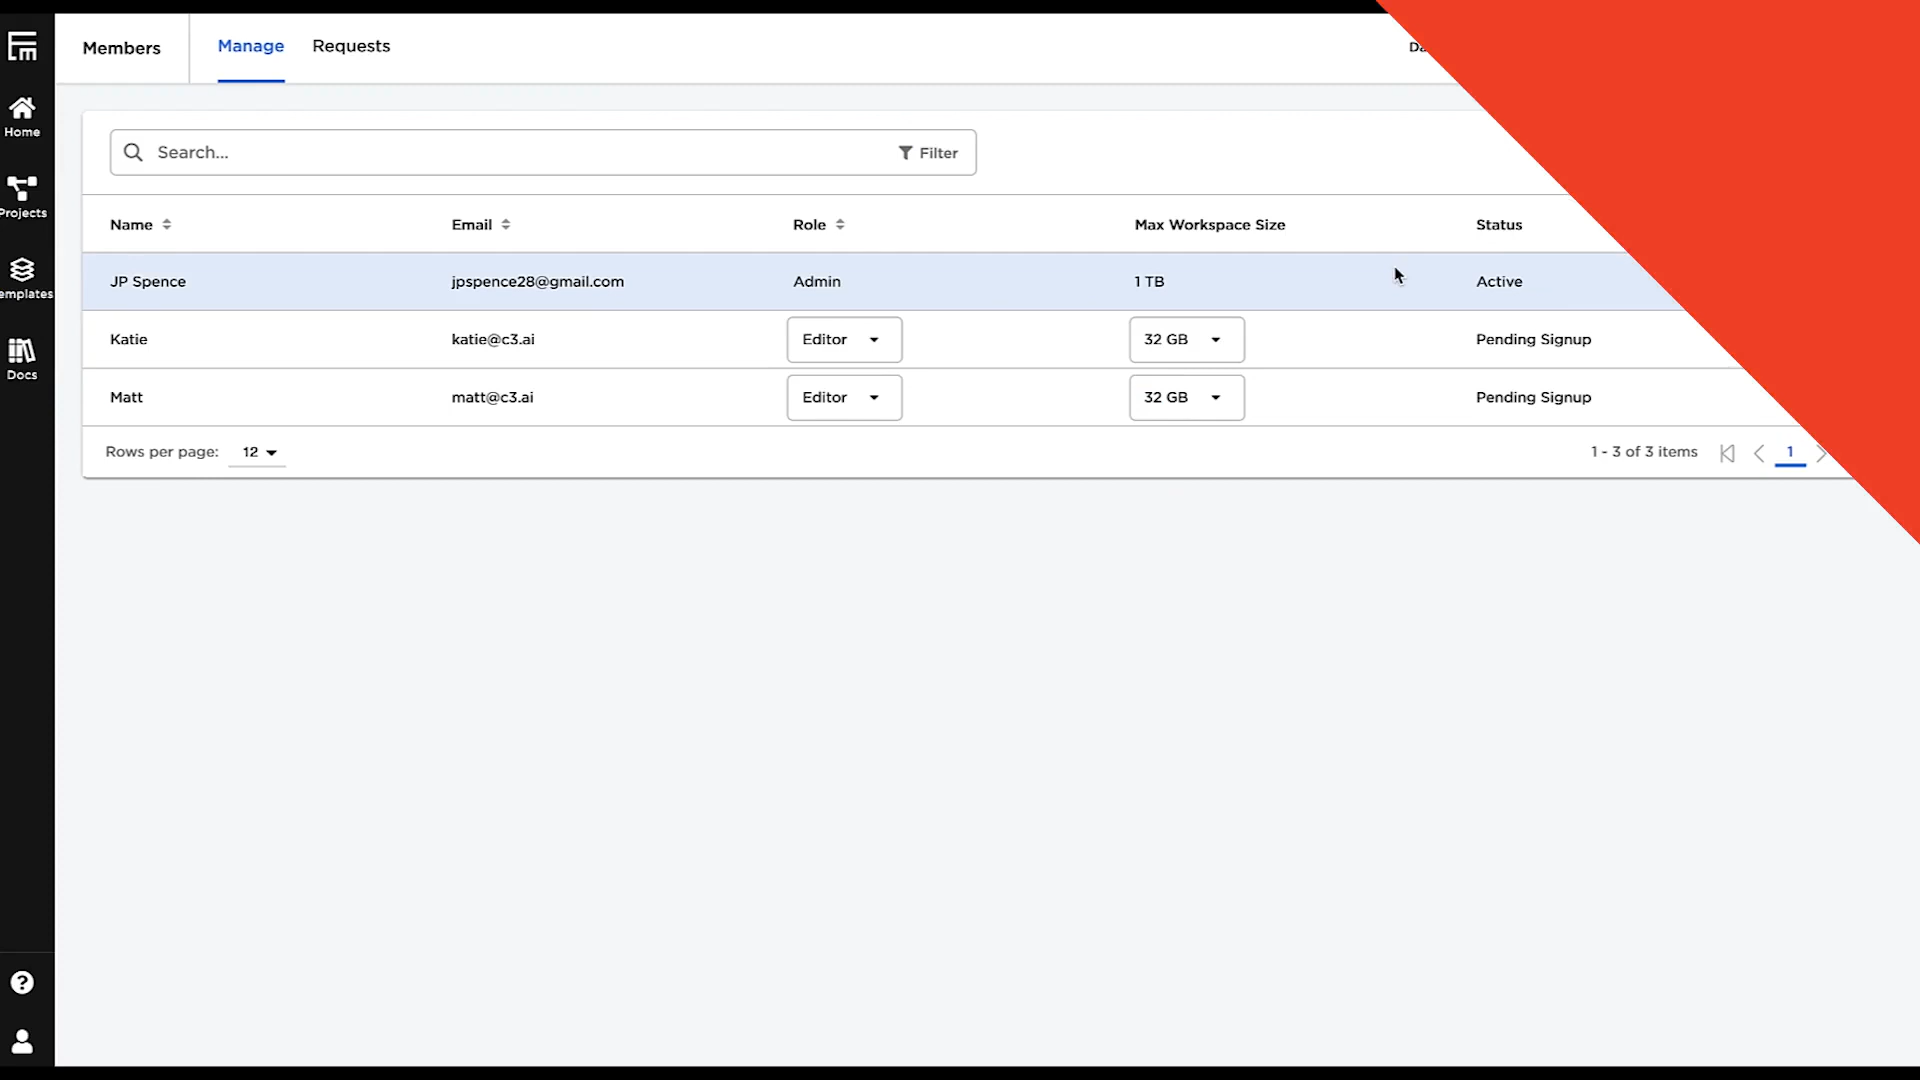 Members Manage Requests
Home
Projects
emplates
Docs
Search...
Filter
Name Email Role Max Workspace Size Status
JP Spence jpspence28@gmail.com Admin 1 TB Active
Katie katie@c3.ai Editor 32 GB Pending Signup
Matt matt@c3.ai Editor 32 GB Pending Signup
Rows per page: 12 1 - 3 of 3 items 1